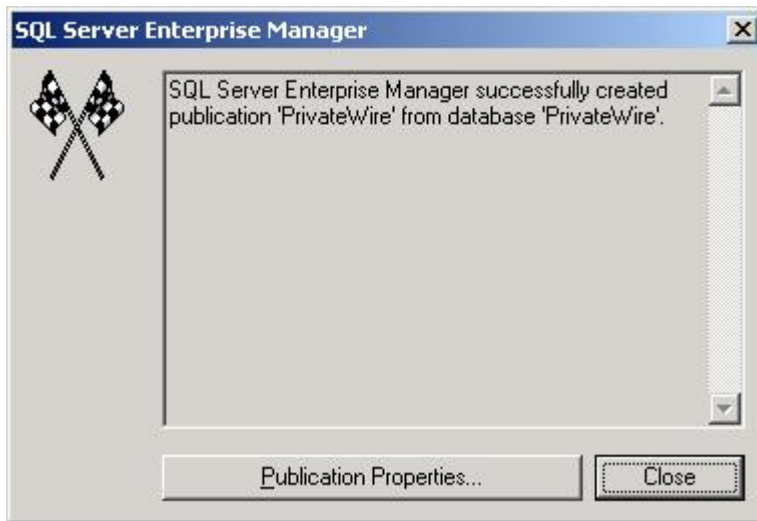 SQL Server Enterprise Manager
SQL Server Enterprise Manager successfully created
publication 'PrivateWire' from database 'PrivateWire'.
Publication Properties...
Close